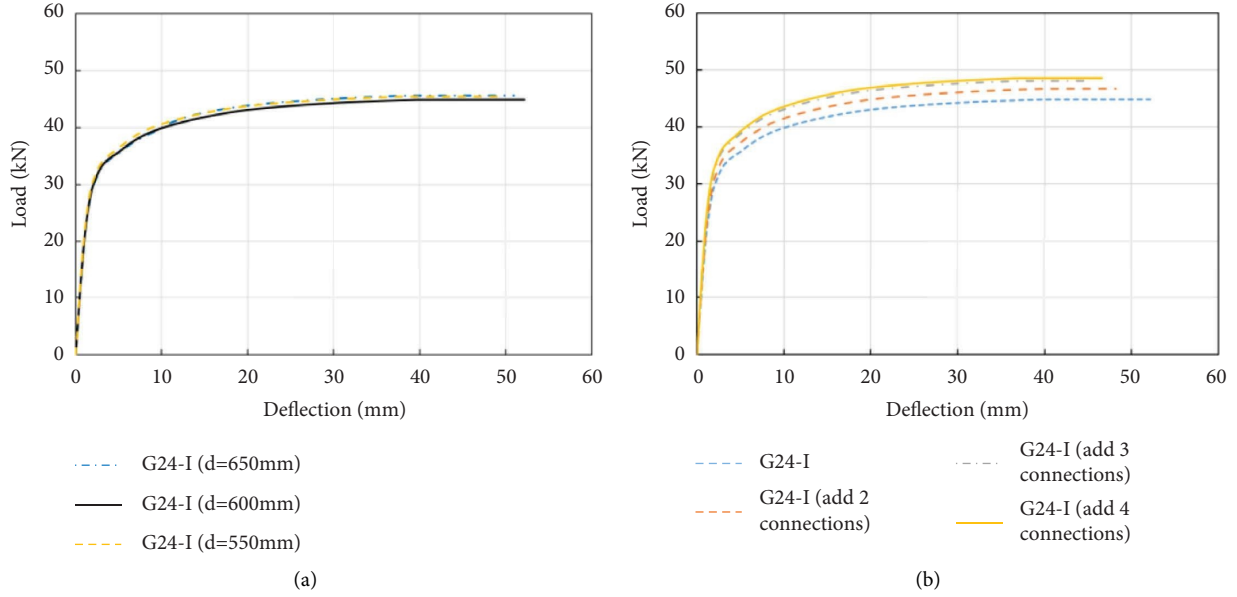 60
50
40
30
20
10
0
Load (kN)
0 10 20 30 40 50 60
Deflection (mm)
G24-I (d=650mm)
G24-I (d=600mm)
G24-I (d=550mm)
(a)
60
50
40
30
20
10
0
Load (kN)
0 10 20 30 40 50 60
Deflection (mm)
G24-I
G24-I (add 2
connections)
G24-I (add 3
connections)
G24-I (add 4
connections)
(b)